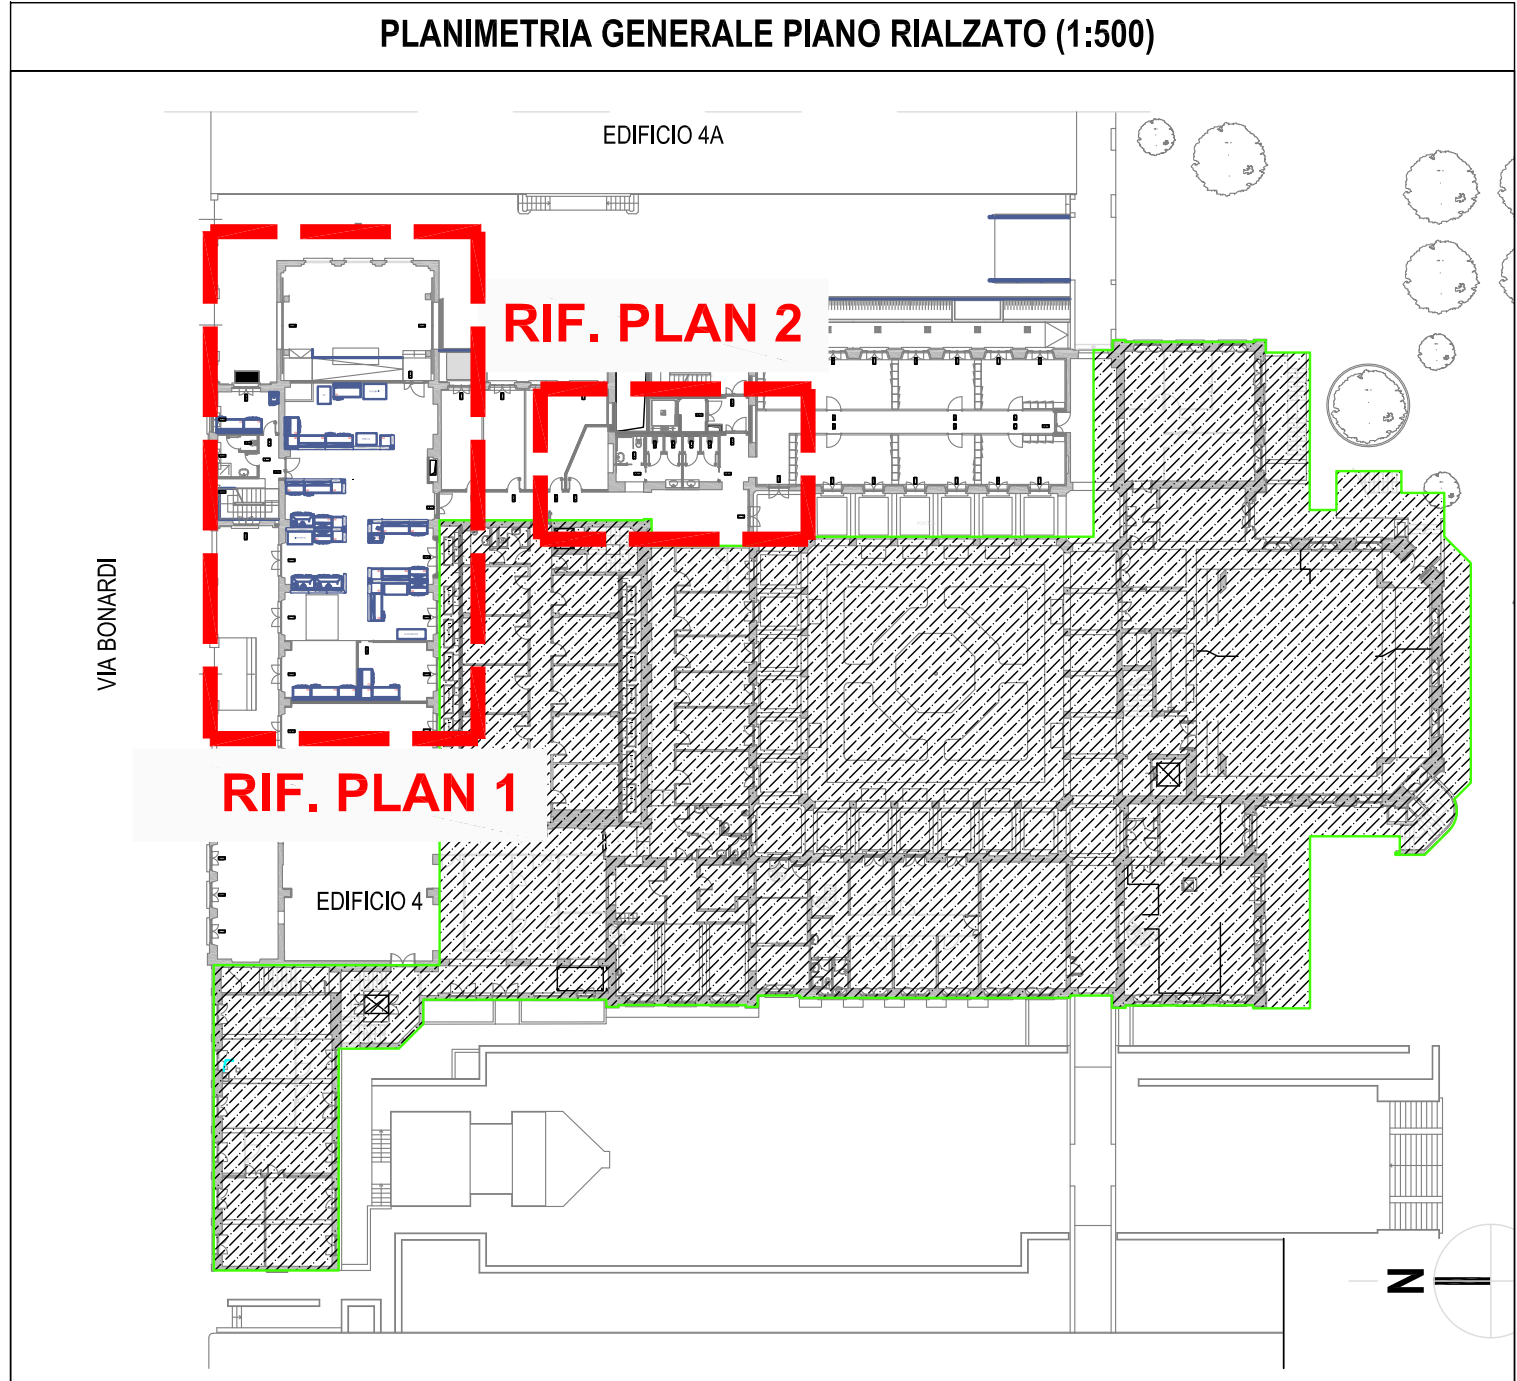 PLANIMETRIA GENERALE PIANO RIALZATO (1:500)
EDIFICIO 4A
RIF. PLAN 2
VIA BONARDI
RIF. PLAN 1
EDIFICIO 4
N